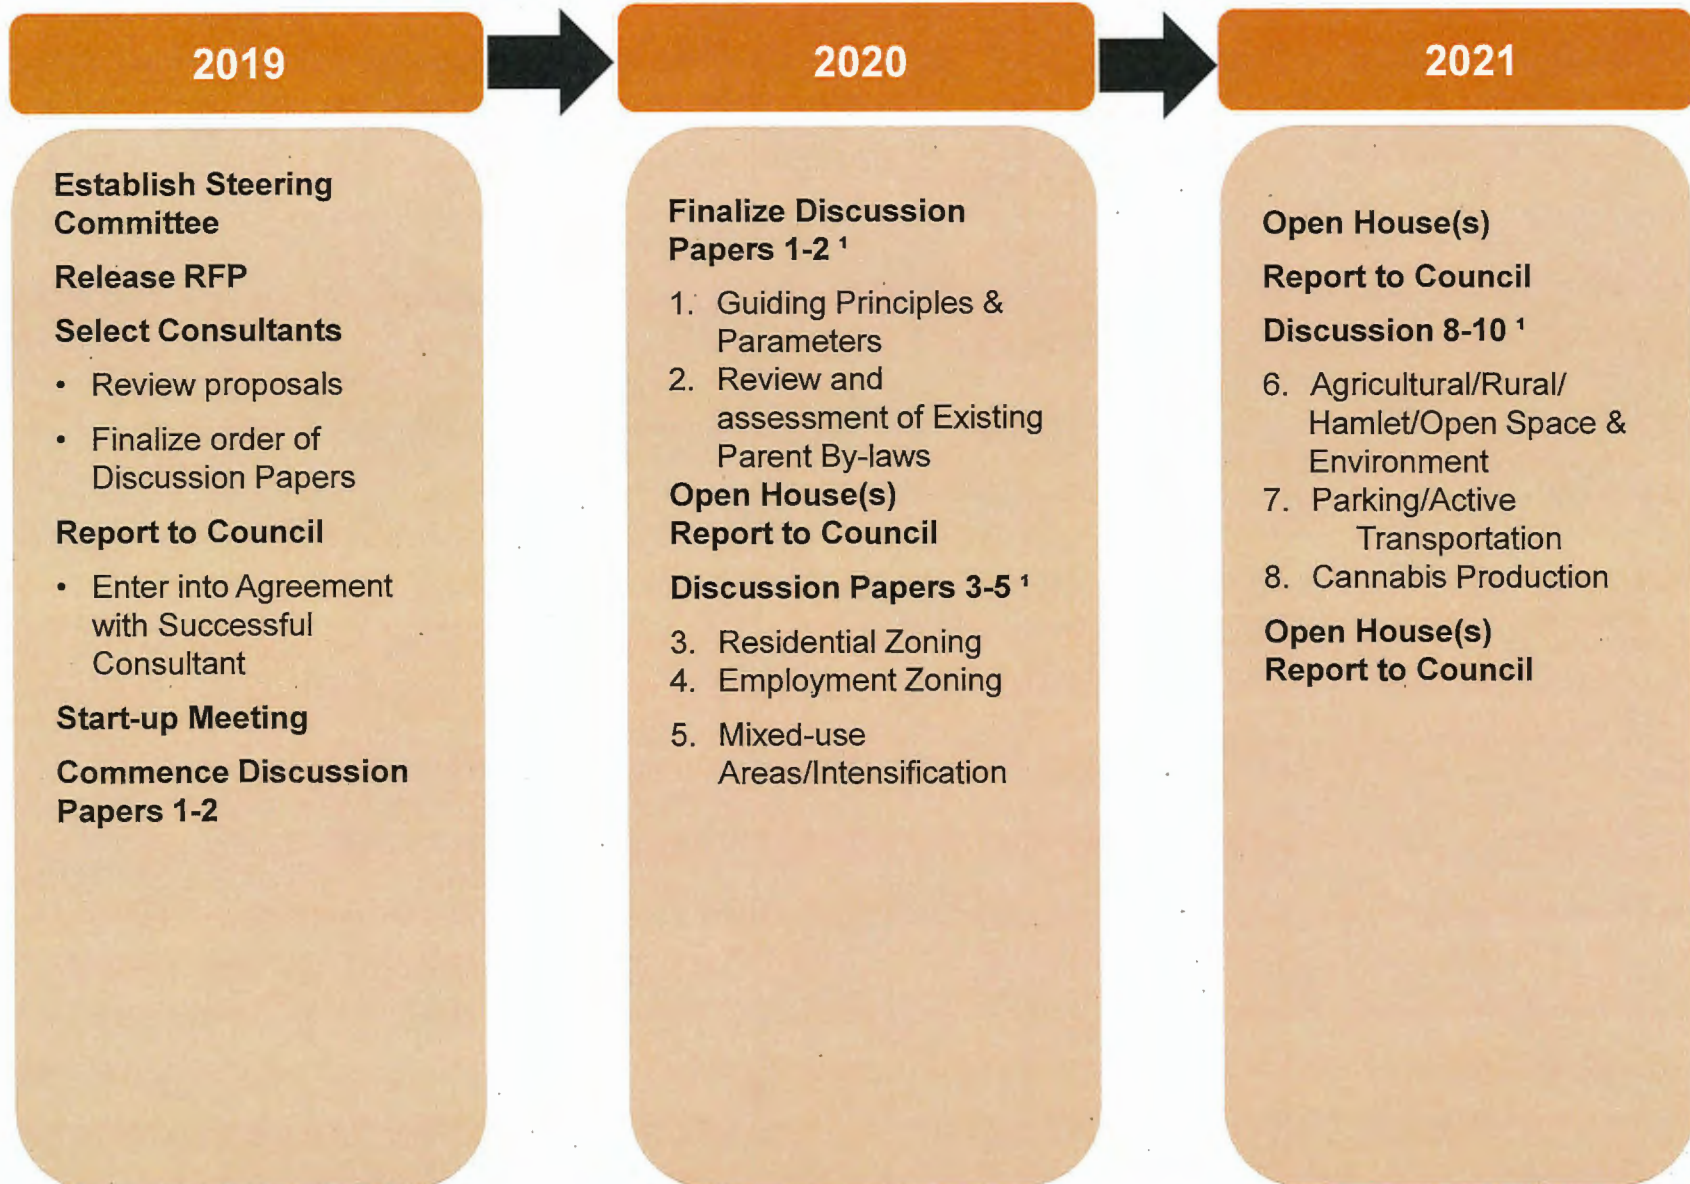 2019
Establish Steering
Committee
Release RFP
Select Consultants
• Review proposals
• Finalize order of
Discussion Papers
Report to Council
• Enter into Agreement
with Successful
Consultant
Start-up Meeting
Commence Discussion
Papers 1-2
2020
Finalize Discussion
Papers 1-2 ¹
1. Guiding Principles &
Parameters
2. Review and
assessment of Existing
Parent By-laws
Open House(s)
Report to Council
Discussion Papers 3-5 ¹
3. Residential Zoning
4. Employment Zoning
5. Mixed-use
Areas/Intensification
2021
Open House(s)
Report to Council
Discussion 8-10 ¹
6. Agricultural/Rural/
Hamlet/Open Space &
Environment
7. Parking/Active
Transportation
8. Cannabis Production
Open House(s)
Report to Council